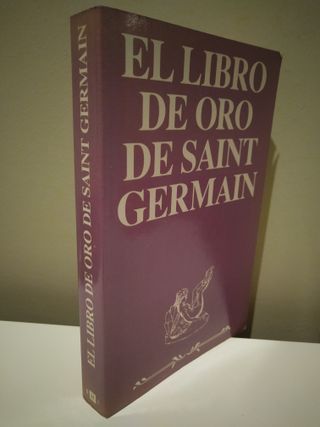 EL LIBRO
DE ORO
DE SAINT
GERMAIN
EL LIBRO DE ORO DE SAINT GERMAIN